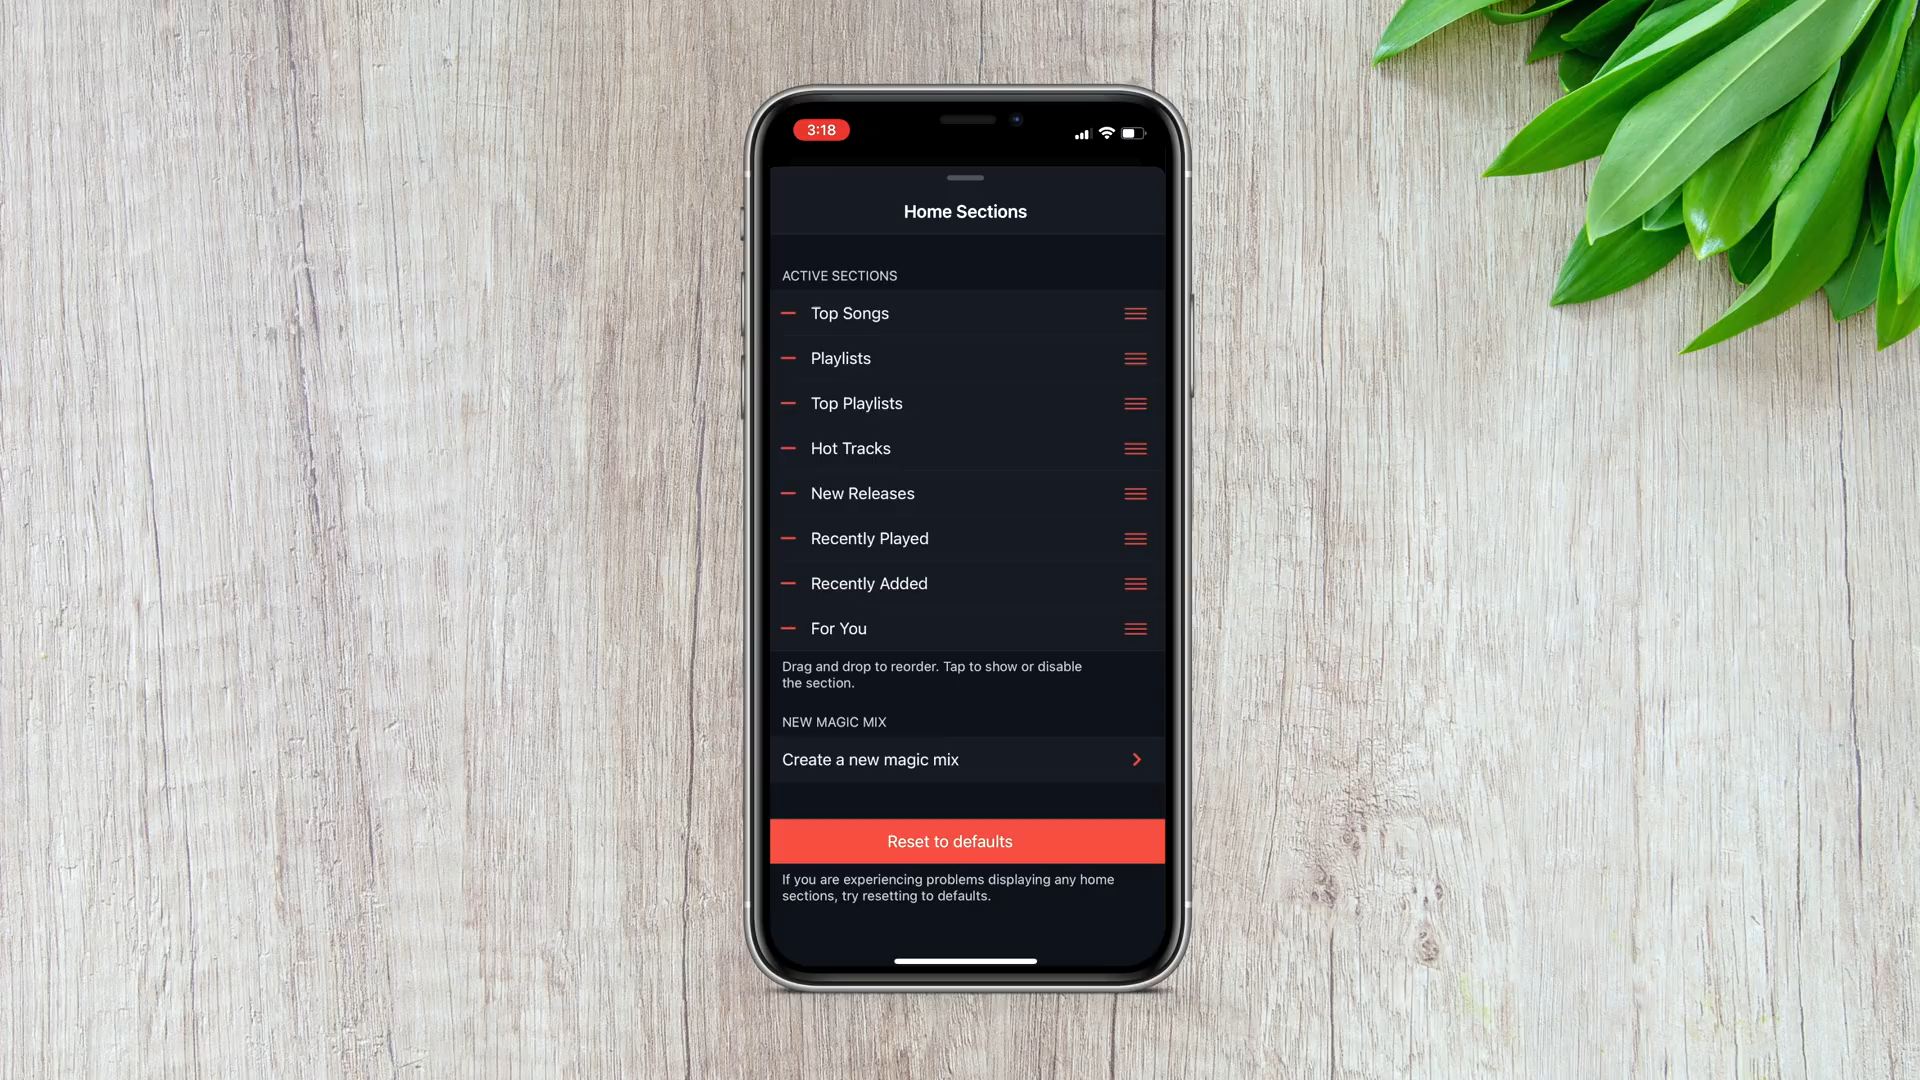 3:18
Home Sections
ACTIVE SECTIONS
Top Songs
Playlists
Top Playlists
Hot Tracks
New Releases
Recently Played
Recently Added
For You
Drag and drop to reorder. Tap to show or disable
the section.
NEW MAGIC MIX
Create a new magic mix
Reset to defaults
If you are experiencing problems displaying any home
sections, try resetting to defaults.